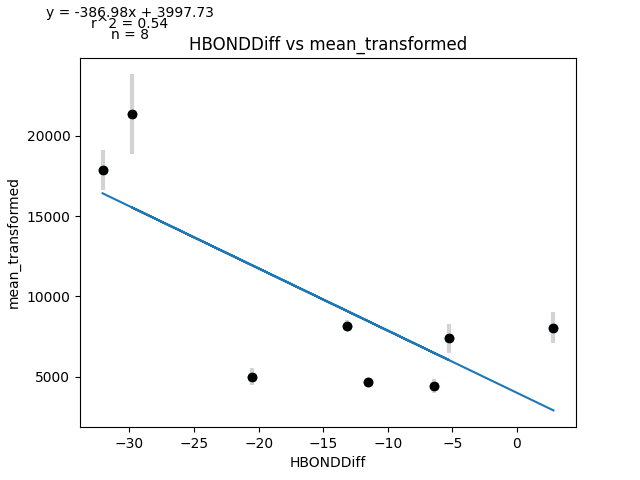 y = -386.98x + 3997.73
r^2 = 0.54
n = 8
HBONDDiff vs mean_transformed
20000
15000
10000
5000
mean_transformed
−30
−25
−20
−15
−10
−5
0
HBONDDiff